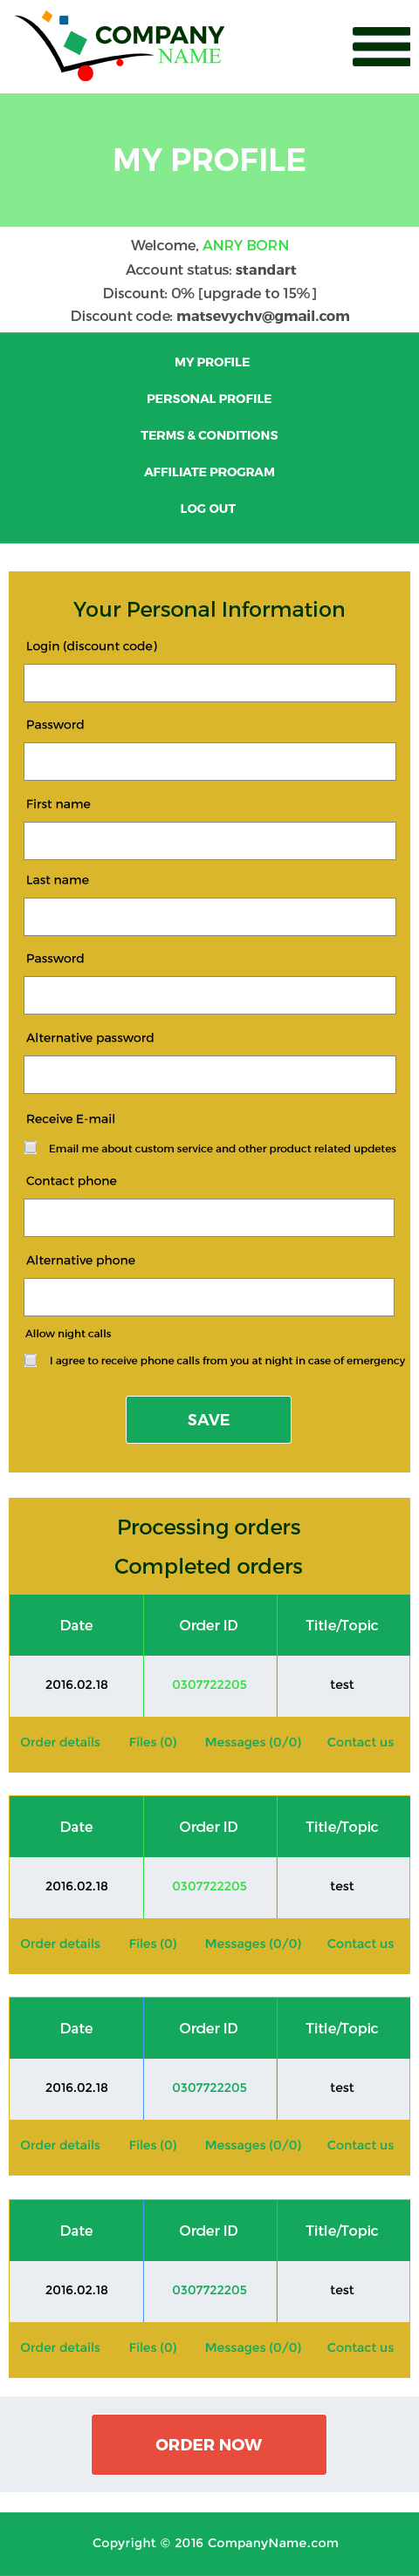 COMPANY
NAME
MY PROFILE
Welcome, ANRY BORN
Account status: standart
Discount: 0% [upgrade to 15%]
Discount code: matsevychv@gmail.com
MY PROFILE
PERSONAL PROFILE
TERMS & CONDITIONS
AFFILIATE PROGRAM
LOG OUT
Your Personal Information
Login (discount code)
Password
First name
Last name
Password
Alternative password
Receive E-mail
Email me about custom service and other product related updetes
Contact phone
Alternative phone
Allow night calls
I agree to receive phone calls from you at night in case of emergency
SAVE
Processing orders
Completed orders
Date Order ID Title/Topic
2016.02.18 0307722205 test
Order details Files (0) Messages (0/0) Contact us
Date Order ID Title/Topic
2016.02.18 0307722205 test
Order details Files (0) Messages (0/0) Contact us
Date Order ID Title/Topic
2016.02.18 0307722205 test
Order details Files (0) Messages (0/0) Contact us
Date Order ID Title/Topic
2016.02.18 0307722205 test
Order details Files (0) Messages (0/0) Contact us
ORDER NOW
Copyright © 2016 CompanyName.com